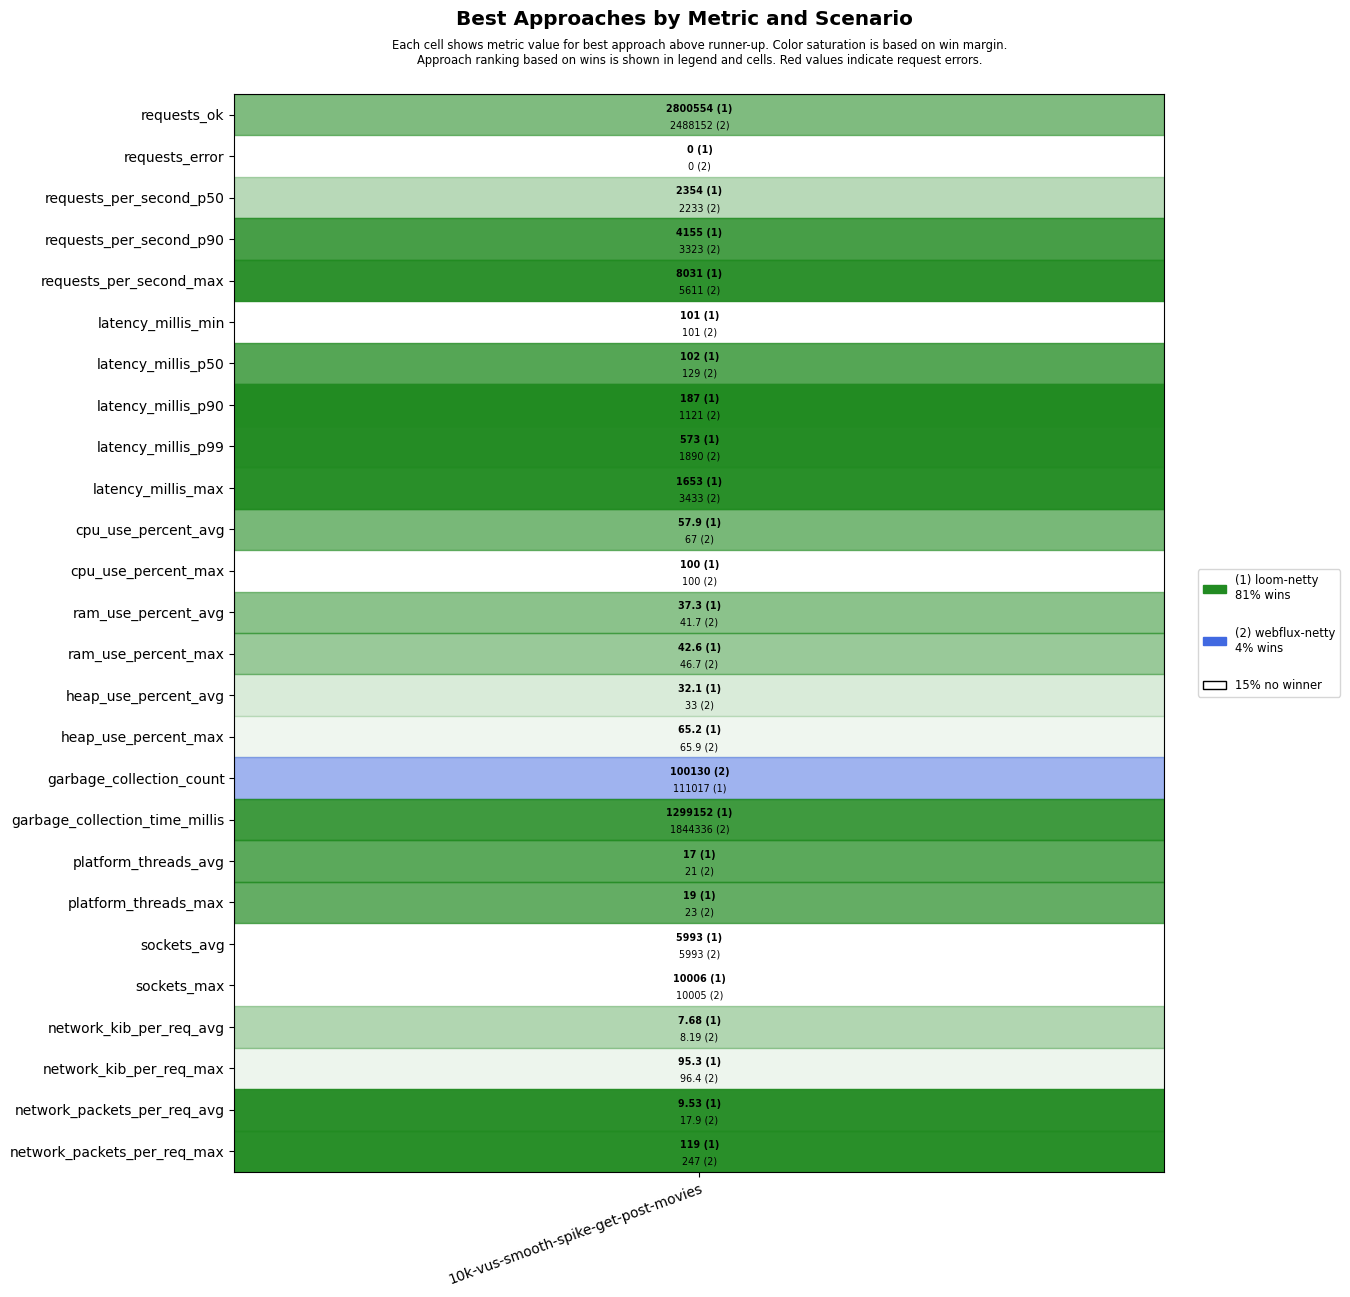 Best Approaches by Metric and Scenario
Each cell shows metric value for best approach above runner-up. Color saturation is based on win margin.
Approach ranking based on wins is shown in legend and cells. Red values indicate request errors.
requests_ok
2800554 (1)
2488152 (2)
requests_error
0 (1)
0 (2)
requests_per_second_p50
2354 (1)
2233 (2)
requests_per_second_p90
4155 (1)
3323 (2)
requests_per_second_max
8031 (1)
5611 (2)
latency_millis_min
101 (1)
101 (2)
latency_millis_p50
102 (1)
129 (2)
latency_millis_p90
187 (1)
1121 (2)
latency_millis_p99
573 (1)
1890 (2)
latency_millis_max
1653 (1)
3433 (2)
cpu_use_percent_avg
57.9 (1)
67 (2)
cpu_use_percent_max
100 (1)
100 (2)
ram_use_percent_avg
37.3 (1)
41.7 (2)
ram_use_percent_max
42.6 (1)
46.7 (2)
heap_use_percent_avg
32.1 (1)
33 (2)
heap_use_percent_max
65.2 (1)
65.9 (2)
garbage_collection_count
100130 (2)
111017 (1)
garbage_collection_time_millis
1299152 (1)
1844336 (2)
platform_threads_avg
17 (1)
21 (2)
platform_threads_max
19 (1)
23 (2)
sockets_avg
5993 (1)
5993 (2)
sockets_max
10006 (1)
10005 (2)
network_kib_per_req_avg
7.68 (1)
8.19 (2)
network_kib_per_req_max
95.3 (1)
96.4 (2)
network_packets_per_req_avg
9.53 (1)
17.9 (2)
network_packets_per_req_max
119 (1)
247 (2)
10k-vus-smooth-spike-get-post-movies
(1) loom-netty
81% wins
(2) webflux-netty
4% wins
15% no winner